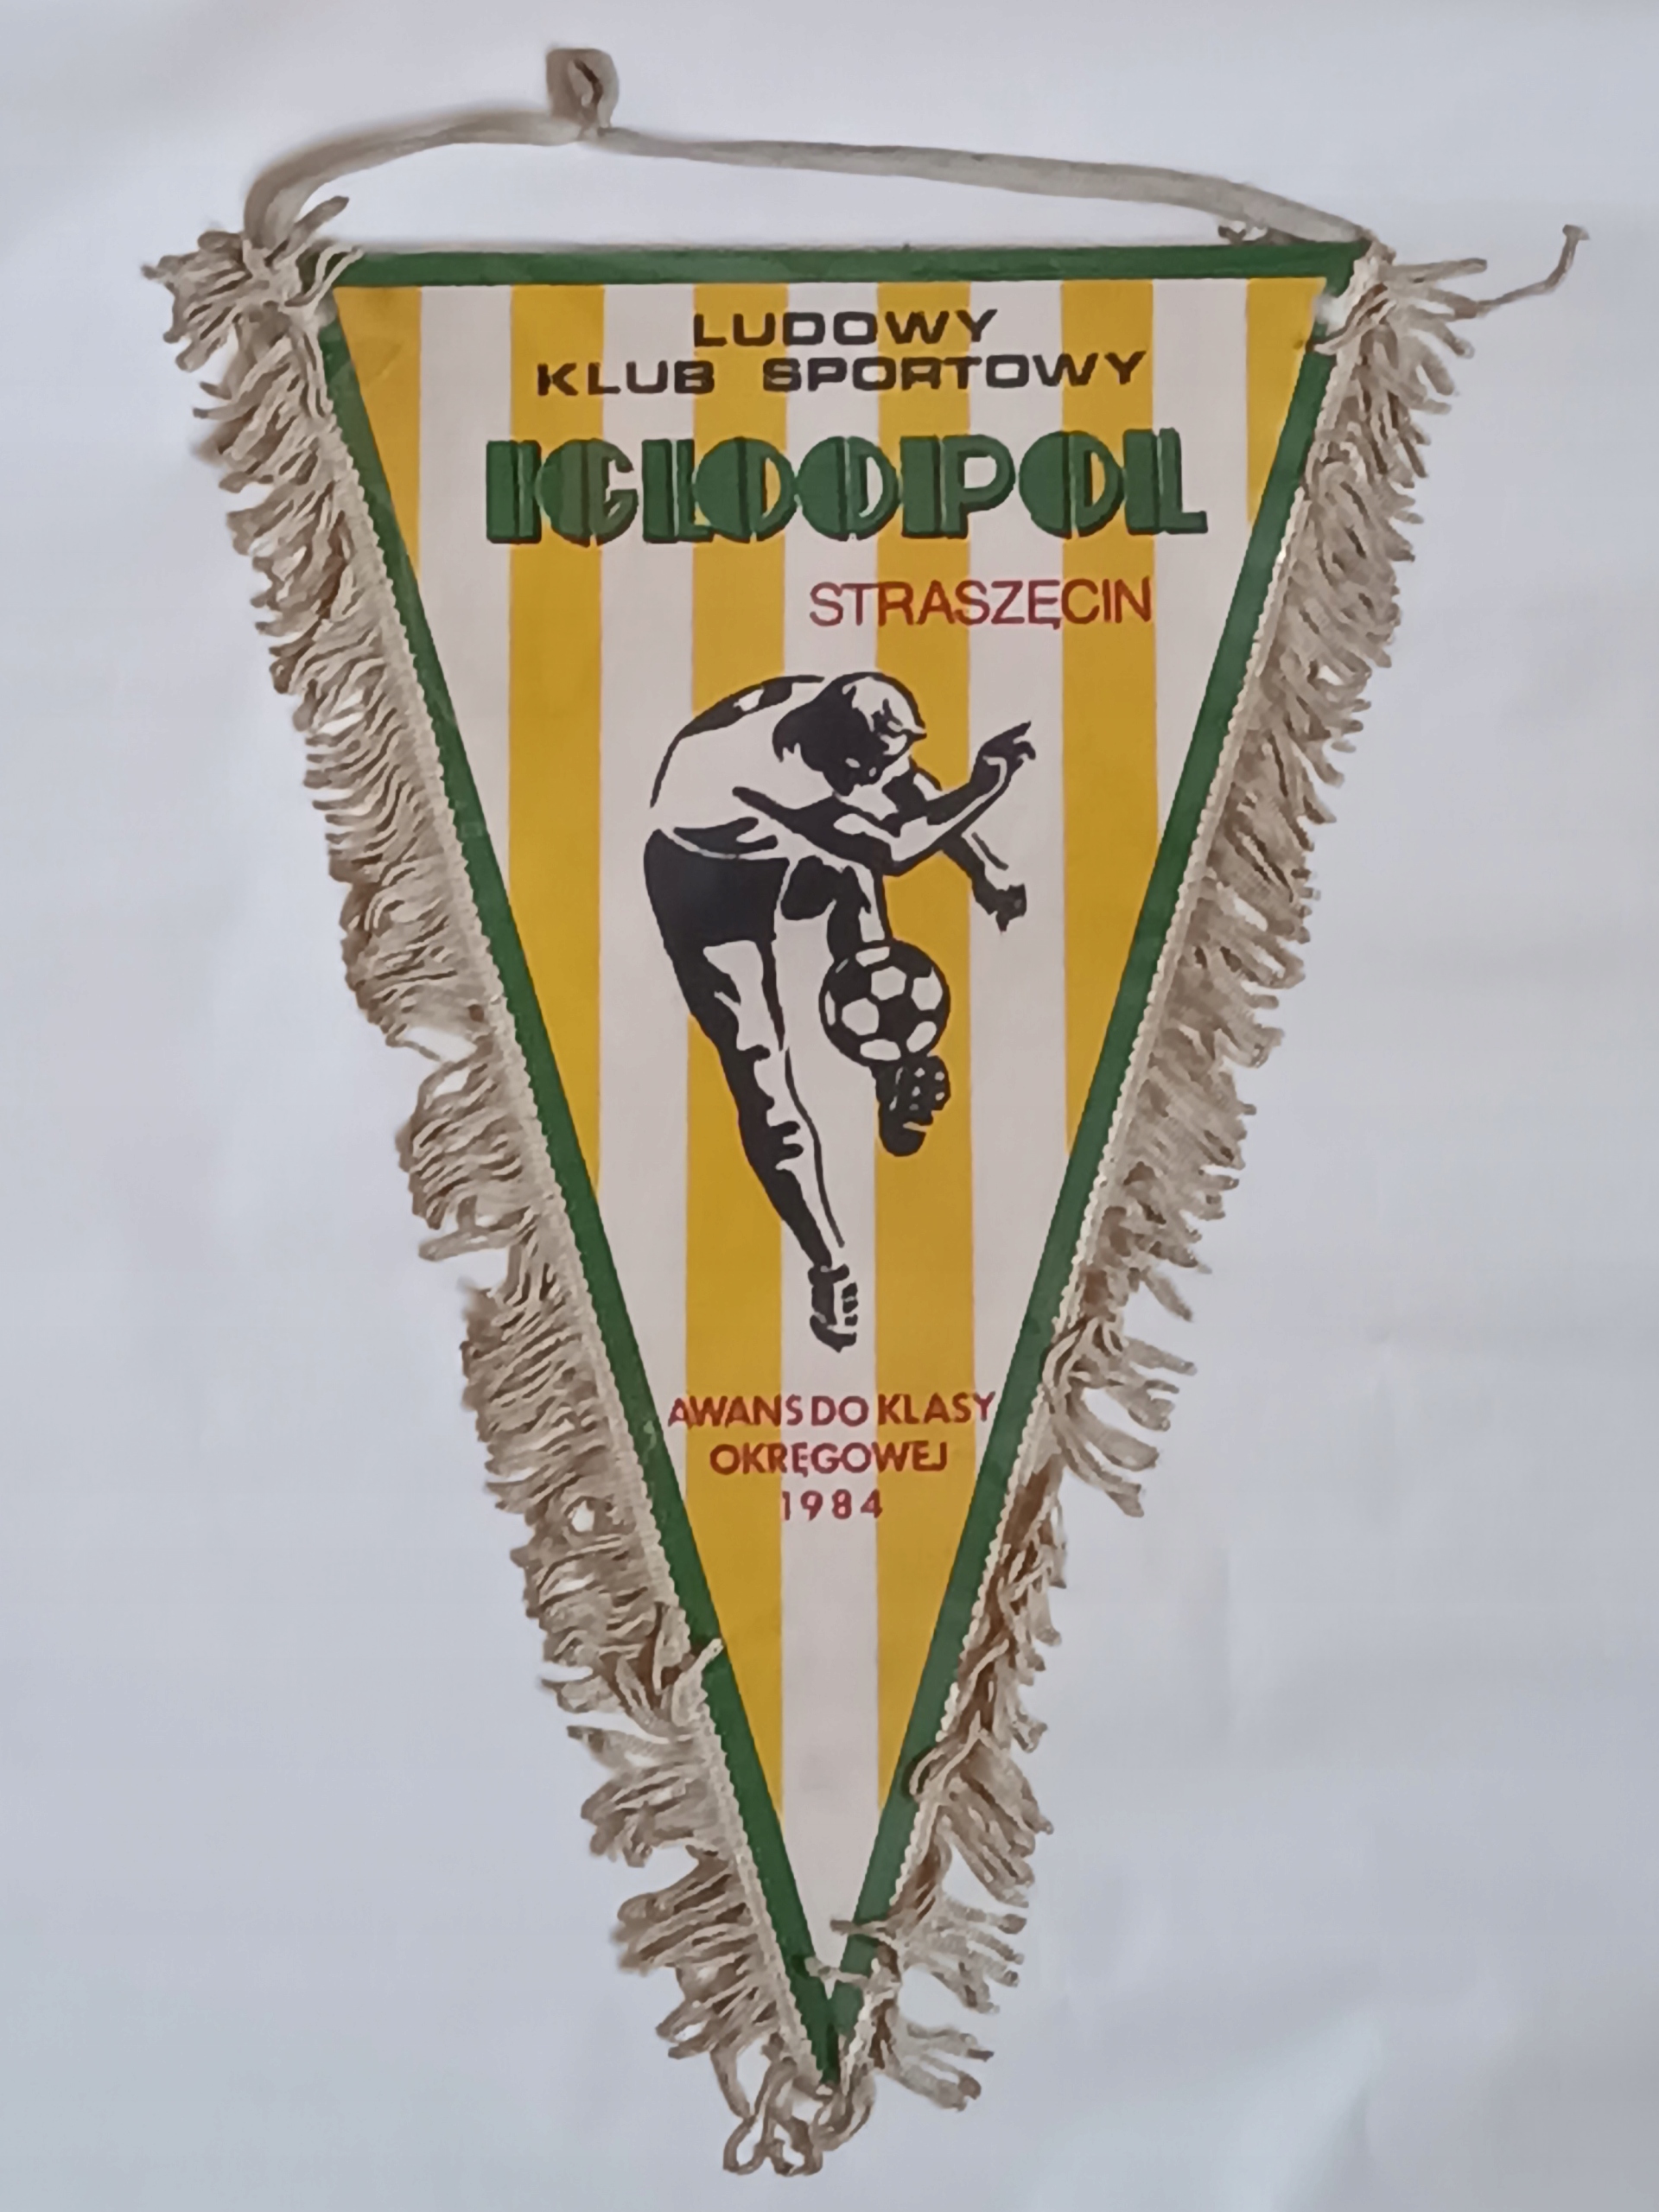 LUDOWY
KLUB SPORTOWY
IGLOOPOL
STRASZĘCIN
AWANS DO KLASY
OKRĘGOWEJ
1984